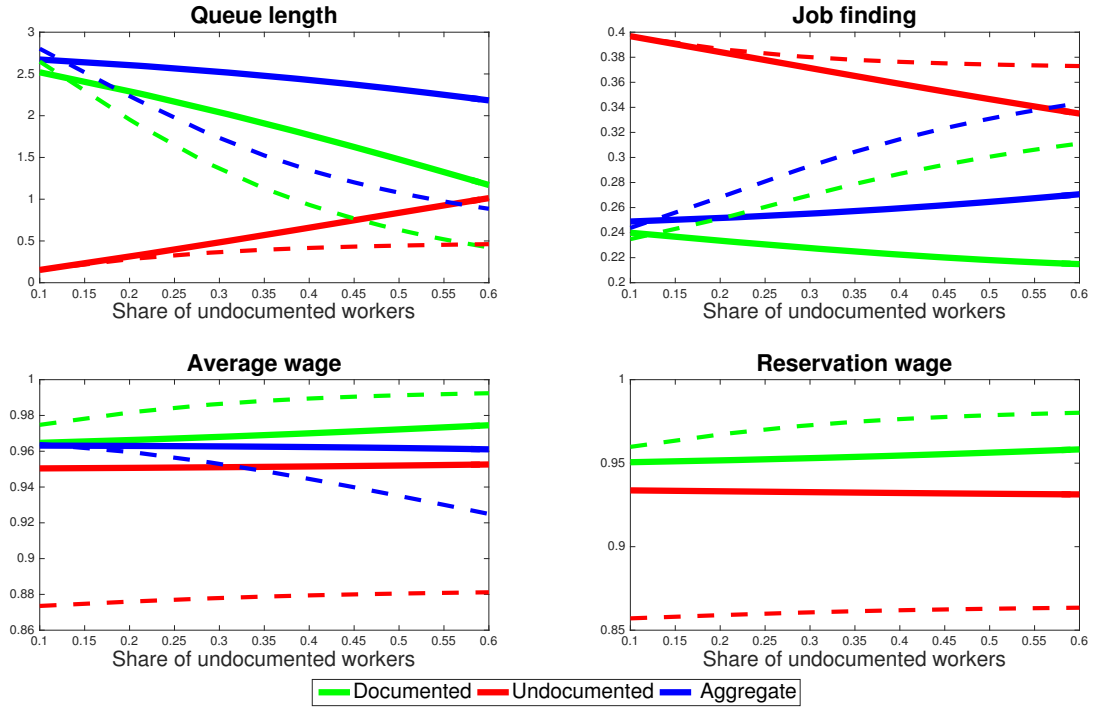 Queue length
3
2.5
2
1.5
1
0.5
0
0.1 0.15 0.2 0.25 0.3 0.35 0.4 0.45 0.5 0.55 0.6
Share of undocumented workers
Job finding
0.4
0.38
0.36
0.34
0.32
0.3
0.28
0.26
0.24
0.22
0.2
0.1 0.15 0.2 0.25 0.3 0.35 0.4 0.45 0.5 0.55 0.6
Share of undocumented workers
Average wage
1
0.98
0.96
0.94
0.92
0.9
0.88
0.86
0.1 0.15 0.2 0.25 0.3 0.35 0.4 0.45 0.5 0.55 0.6
Share of undocumented workers
Reservation wage
1
0.95
0.9
0.85
0.1 0.15 0.2 0.25 0.3 0.35 0.4 0.45 0.5 0.55 0.6
Share of undocumented workers
Documented Undocumented Aggregate